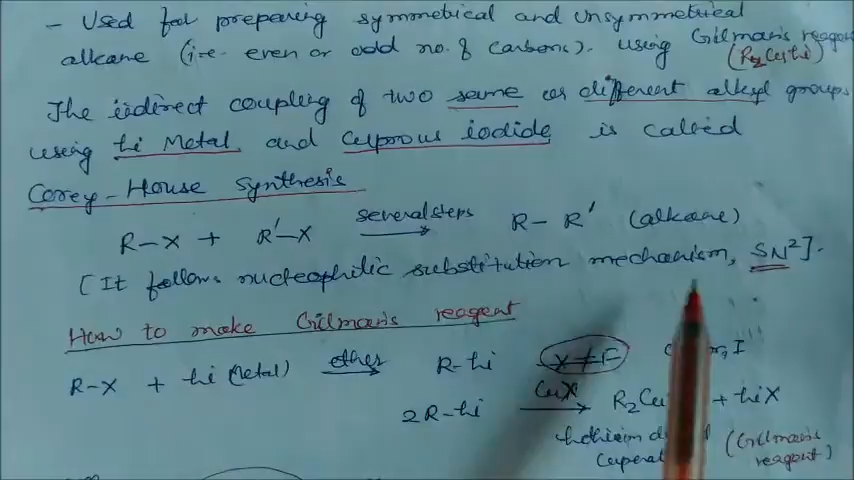 - Used for preparing symmetrical and unsymmetrical
alkane (i.e. even or odd no. of carbons). using Gilman's reagent
(R₂CuLi)
The indirect coupling of two same or different alkyl groups
using Li Metal and cuprous iodide is called
Corey-House synthesis
R-X + R'-X several steps → R-R' (alkane)
[It follows nucleophilic substitution mechanism, SN²].
How to make Gilman's reagent
R-X + Li (Metal) ether → R-Li X≠F
2R-Li CuX → R₂Cu + LiX
(Gilman's
reagent)